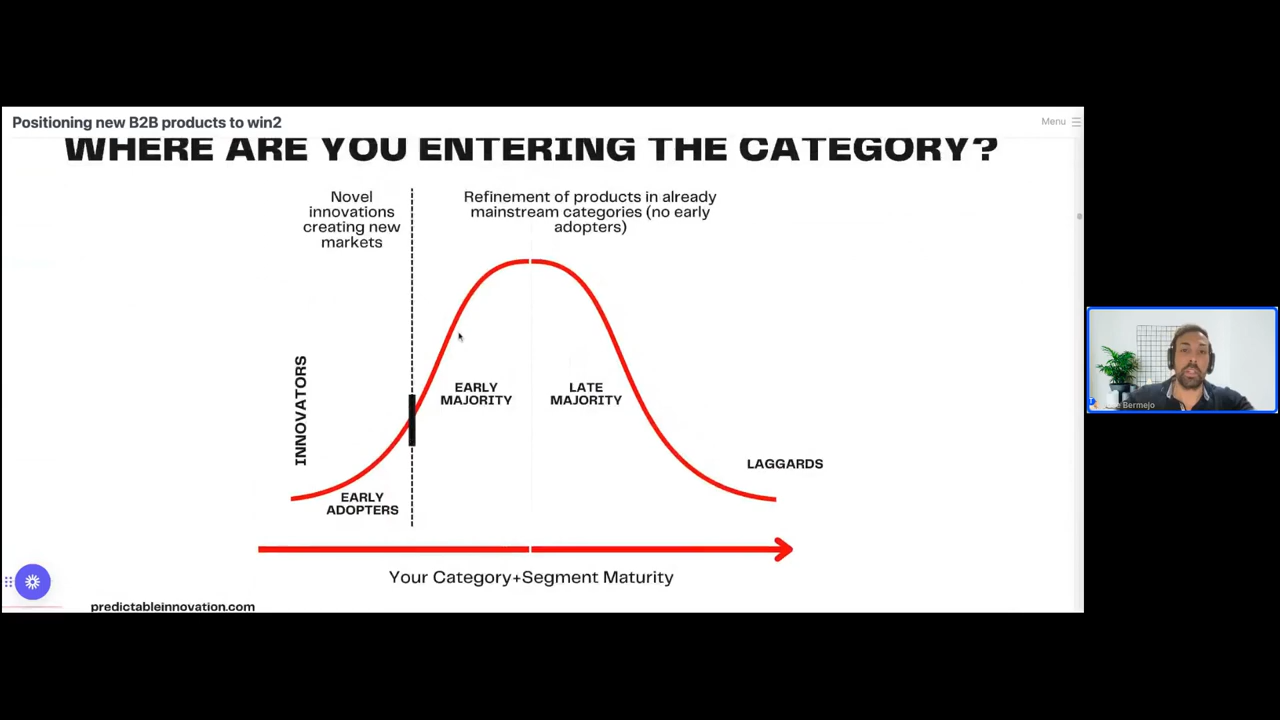 Positioning new B2B products to win2
Menu
WHERE ARE YOU ENTERING THE CATEGORY?
Novel
innovations
creating new
markets
Refinement of products in already
mainstream categories (no early
adopters)
INNOVATORS
EARLY
ADOPTERS
EARLY
MAJORITY
LATE
MAJORITY
LAGGARDS
Your Category+Segment Maturity
predictableinnovation.com
Bermejo